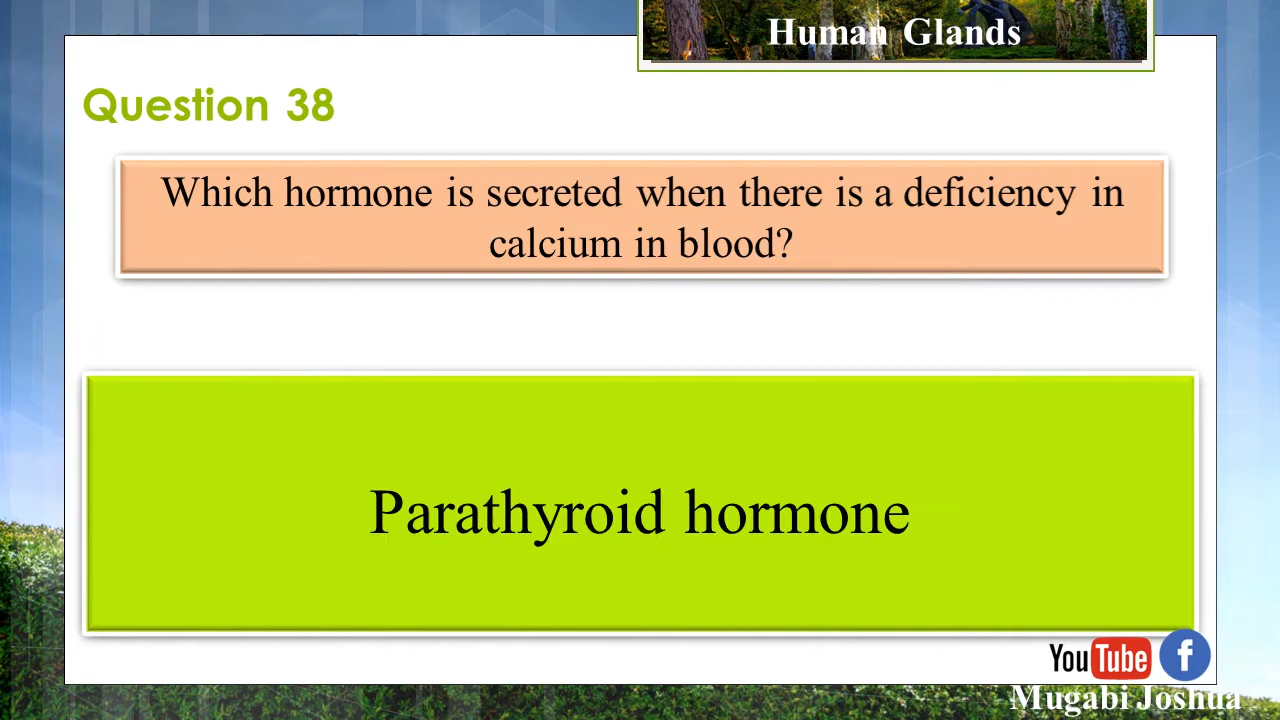 Human Glands
Question 38
Which hormone is secreted when there is a deficiency in
calcium in blood?
Parathyroid hormone
YouTube f
Mugabi Joshua